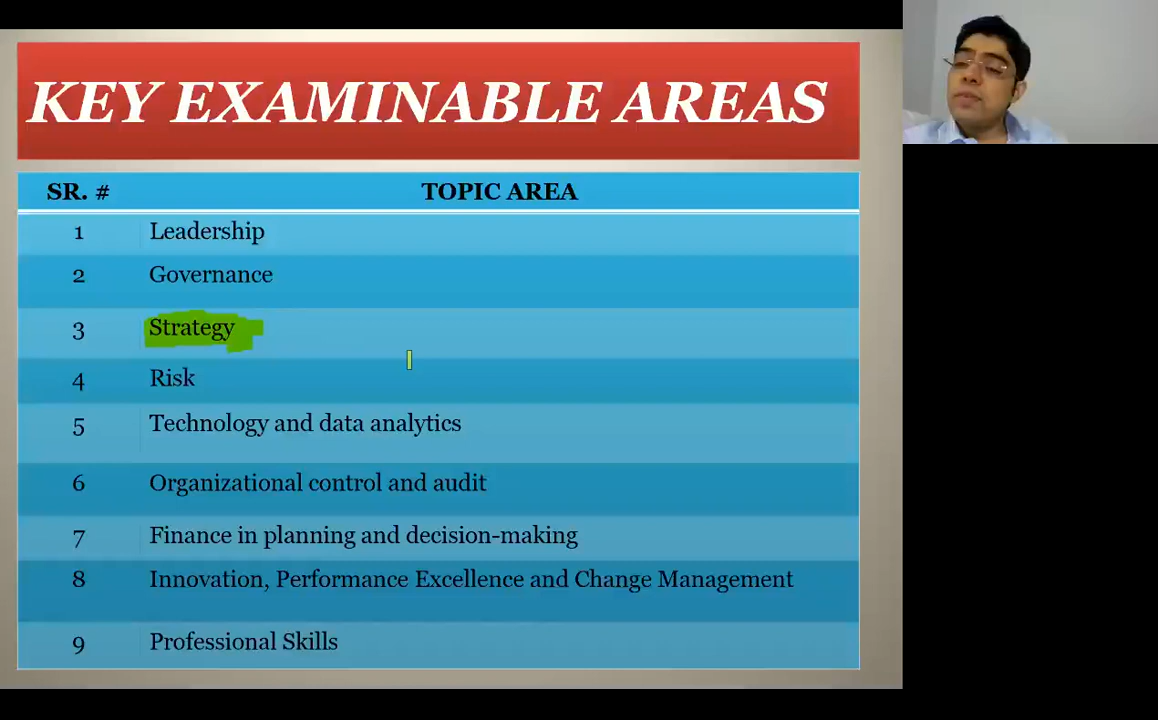 KEY EXAMINABLE AREAS
SR. # TOPIC AREA
1 Leadership
2 Governance
3 Strategy
4 Risk
5 Technology and data analytics
6 Organizational control and audit
7 Finance in planning and decision-making
8 Innovation, Performance Excellence and Change Management
9 Professional Skills